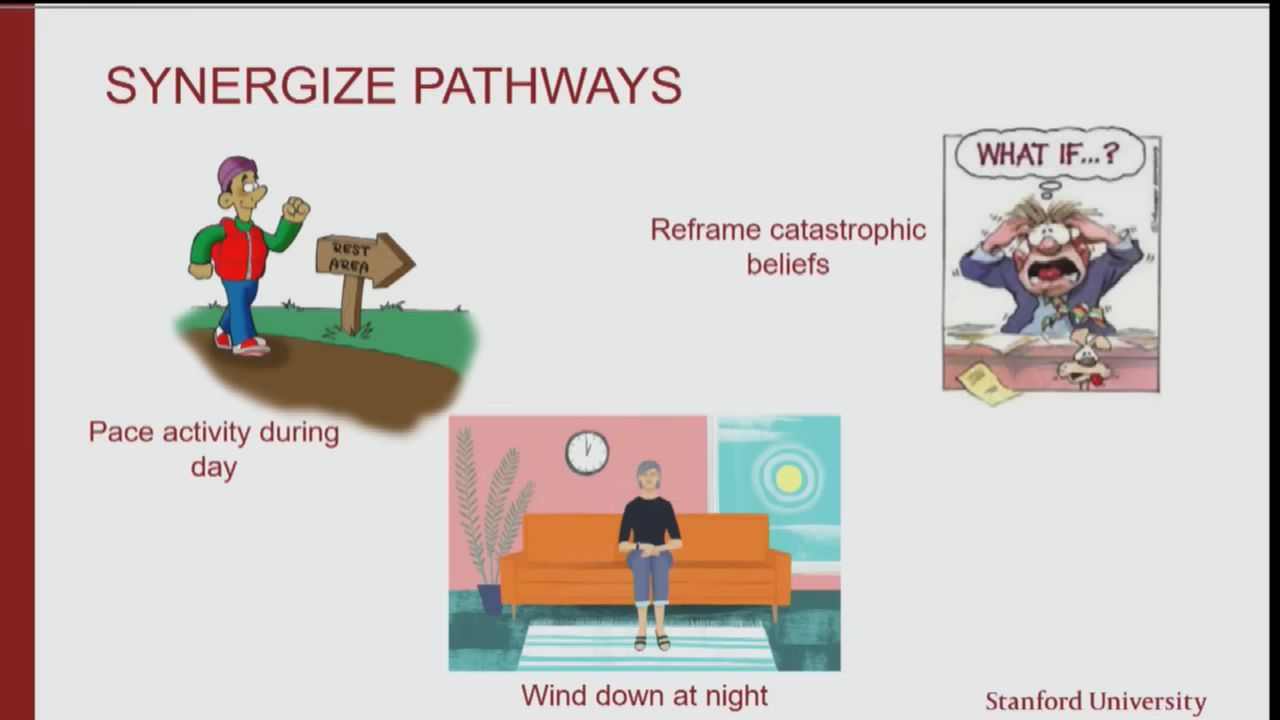 SYNERGIZE PATHWAYS
WHAT IF...?
REST
AREA
Reframe catastrophic
beliefs
Pace activity during
day
Wind down at night
Stanford University